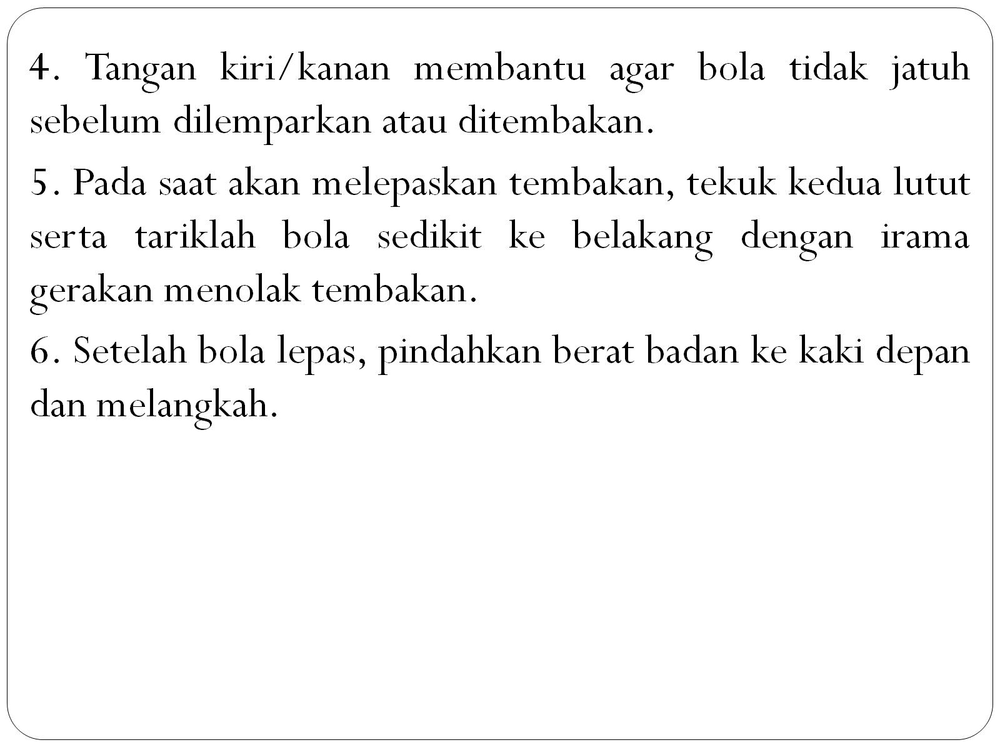 4. Tangan kiri/kanan membantu agar bola tidak jatuh
sebelum dilemparkan atau ditembakan.
5. Pada saat akan melepaskan tembakan, tekuk kedua lutut
serta tariklah bola sedikit ke belakang dengan irama
gerakan menolak tembakan.
6. Setelah bola lepas, pindahkan berat badan ke kaki depan
dan melangkah.